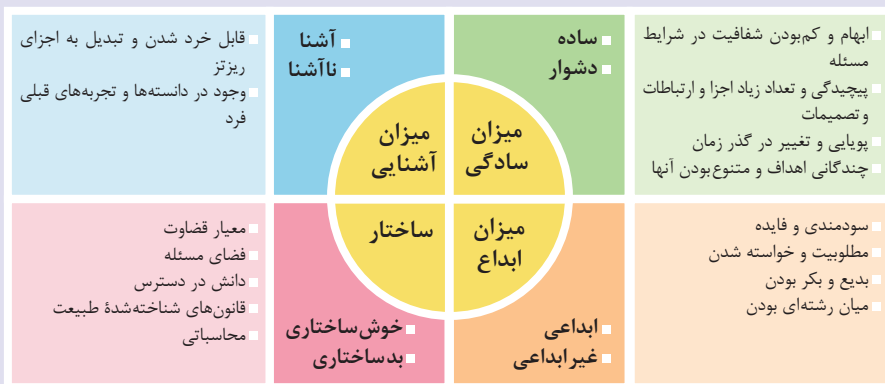 ابهام و کم‌بودن شفافیت در شرایط
مسئله
پیچیدگی و تعداد زیاد اجزا و ارتباطات
و تصمیمات
پویایی و تغییر در گذر زمان
چندگانی اهداف و متنوع‌بودن آنها
ساده
دشوار
میزان
سادگی
آشنا
ناآشنا
میزان
آشنایی
قابل خرد شدن و تبدیل به اجزای
ریزتز
وجود در دانسته‌ها و تجربه‌های قبلی
فرد
سودمندی و فایده
مطلوبیت و خواسته شدن
بدیع و بکر بودن
میان رشته‌ای بودن
میزان
ابداع
ابداعی
غیرابداعی
ساختار
خوش‌ساختاری
بدساختاری
معیار قضاوت
فضای مسئله
دانش در دسترس
قانون‌های شناخته‌شدۀ طبیعت
محاسباتی